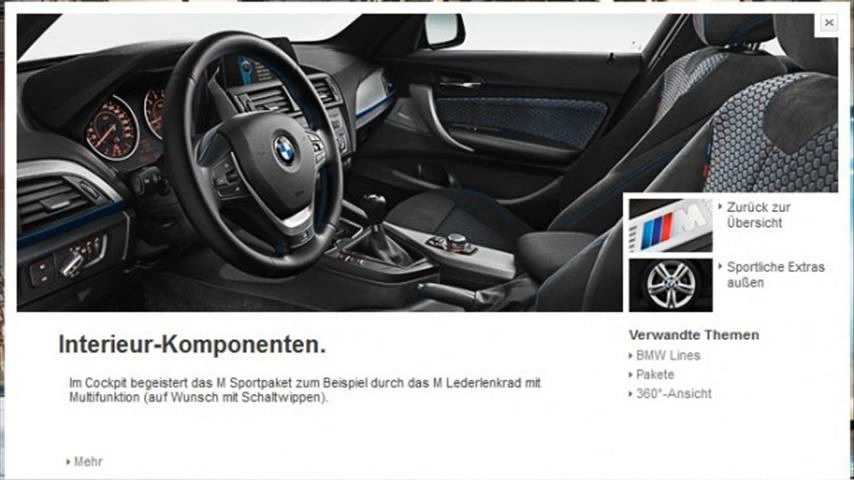 M
Zurück zur
Übersicht
Sportliche Extras
außen
Interieur-Komponenten.
Im Cockpit begeistert das M Sportpaket zum Beispiel durch das M Lederlenkrad mit
Multifunktion (auf Wunsch mit Schaltwippen).
Mehr
Verwandte Themen
BMW Lines
Pakete
360°-Ansicht